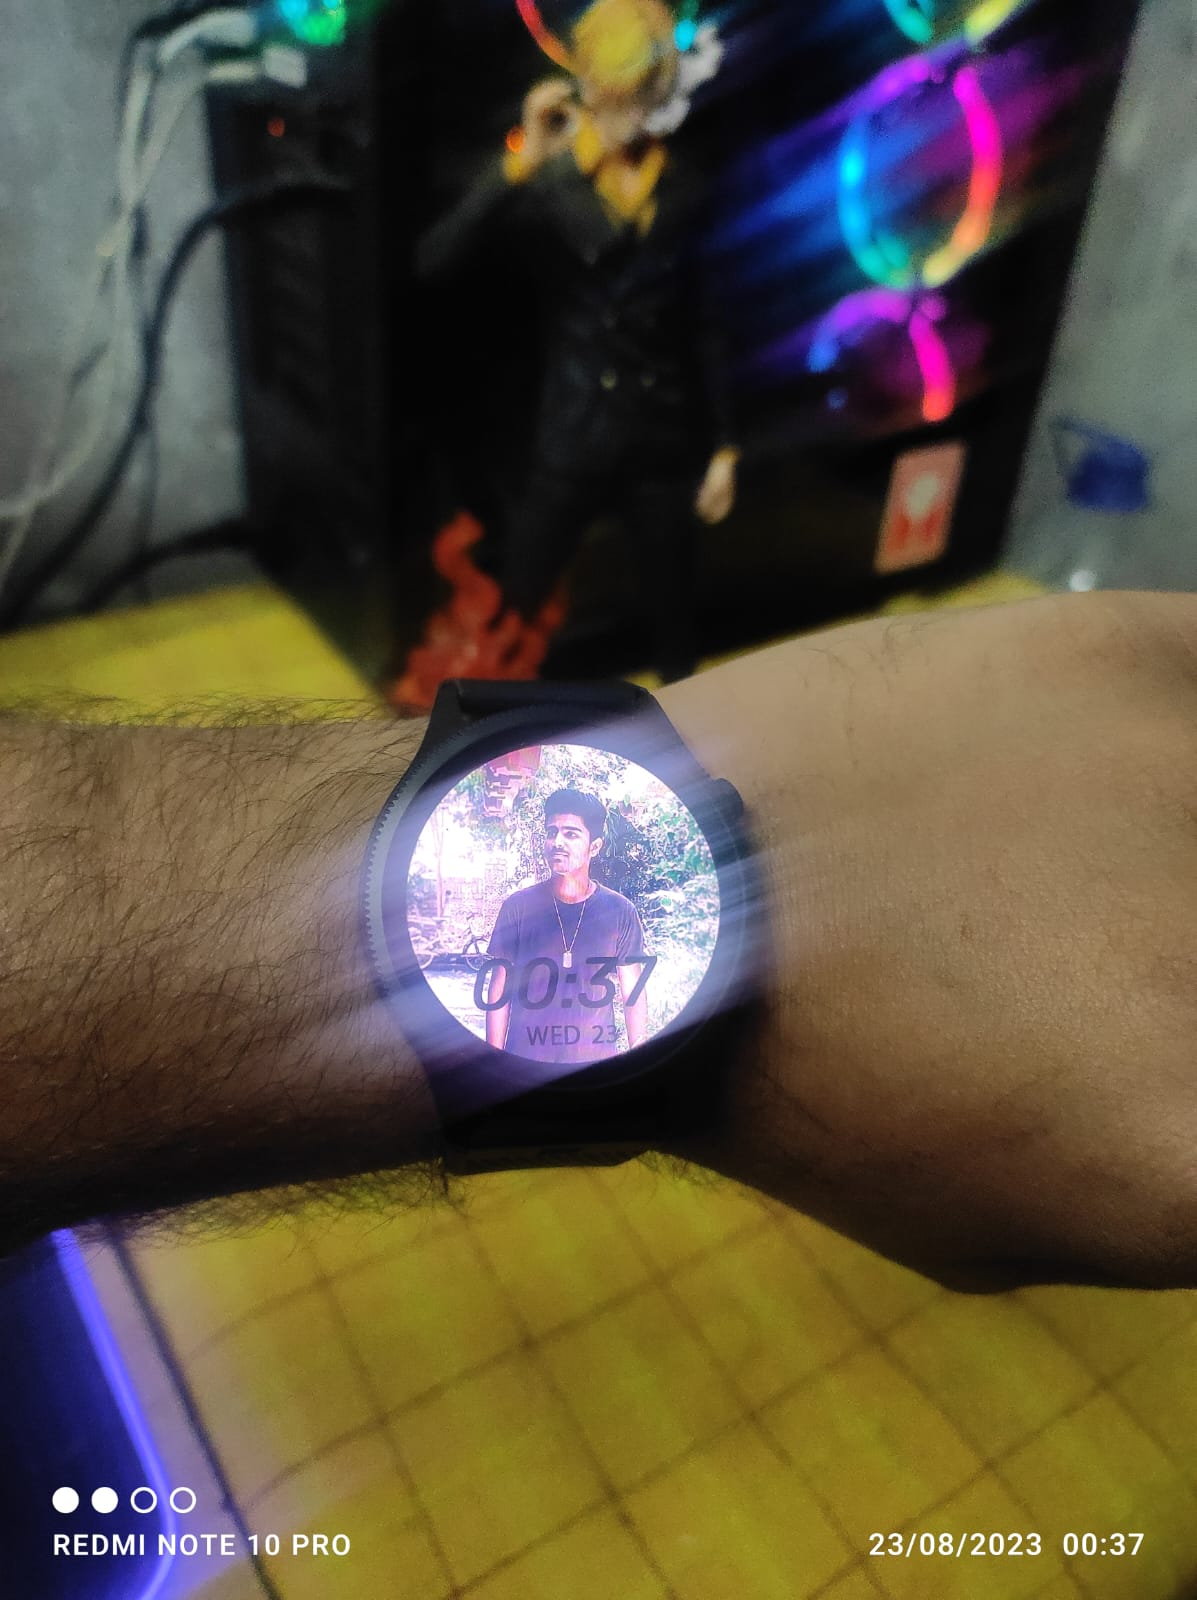 00:37
WED 23
REDMI NOTE 10 PRO
23/08/2023 00:37